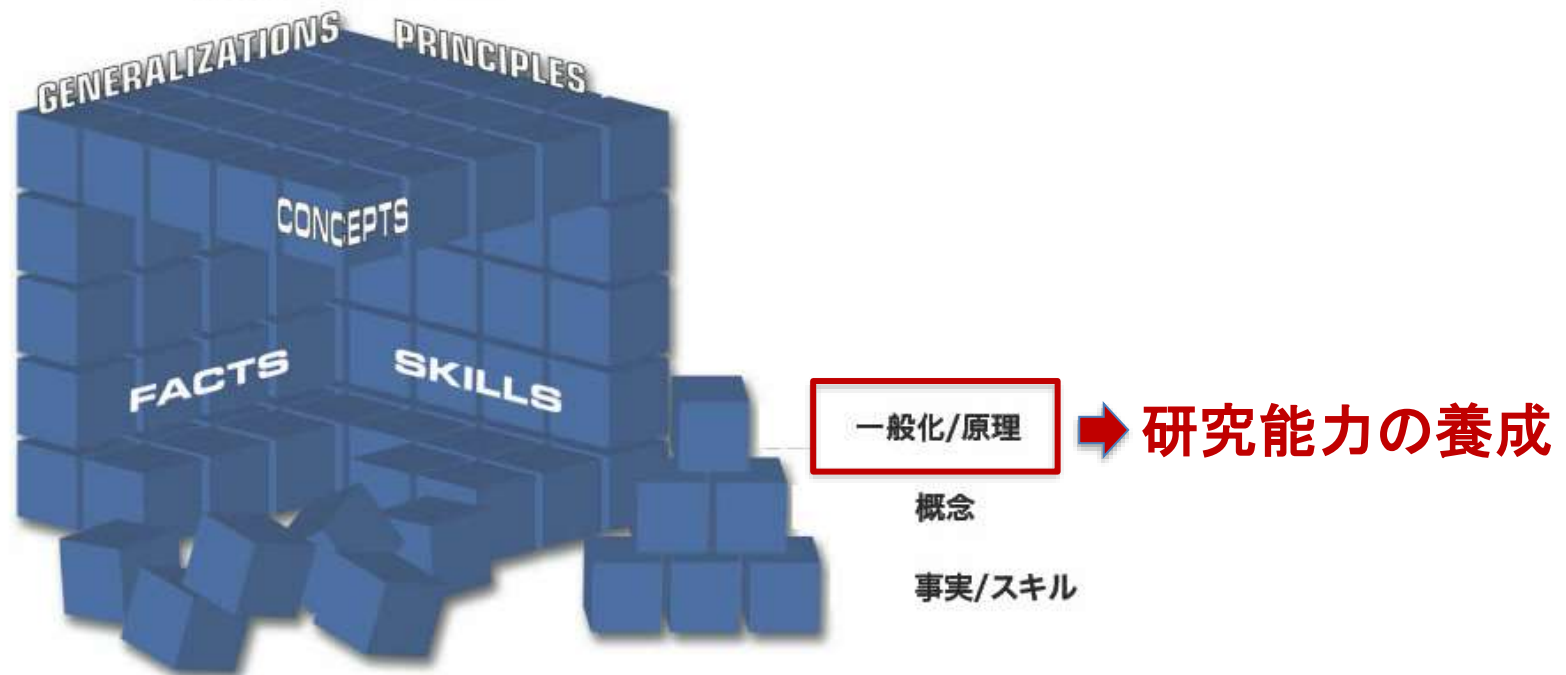 GENERALIZATIONS
PRINCIPLES
CONCEPTS
FACTS
SKILLS
一般化/原理
研究能力の養成
概念
事実/スキル